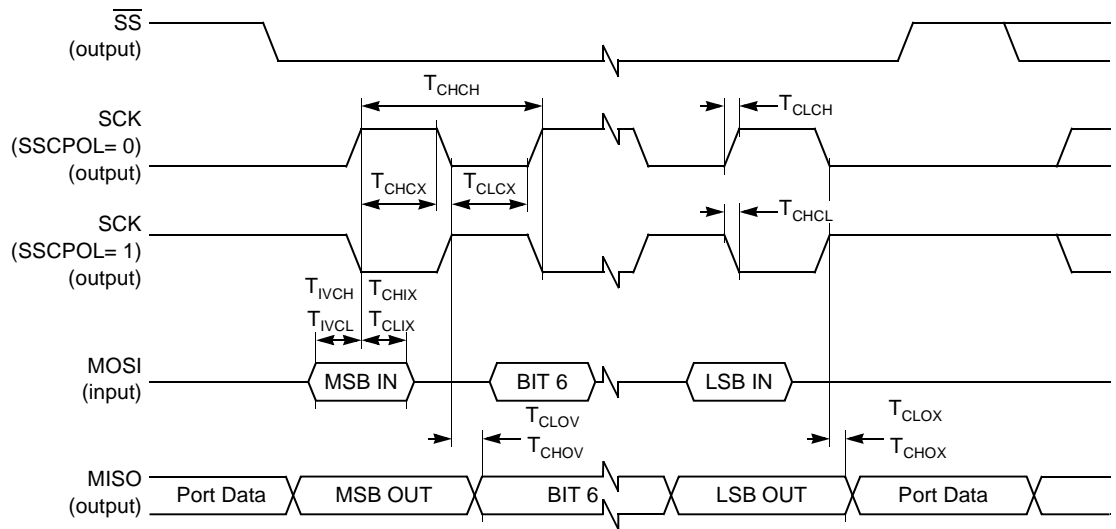 SS
(output)
T_CHCH
T_CLCH
SCK
(SSCPOL= 0)
(output)
T_CHCX
T_CLCX
T_CHCL
SCK
(SSCPOL= 1)
(output)
T_IVCH
T_CHIX
T_IVCL
T_CLIX
MOSI
(input)
MSB IN
BIT 6
LSB IN
T_CLOV
T_CHOV
T_CLOX
T_CHOX
MISO
(output)
Port Data
MSB OUT
BIT 6
LSB OUT
Port Data